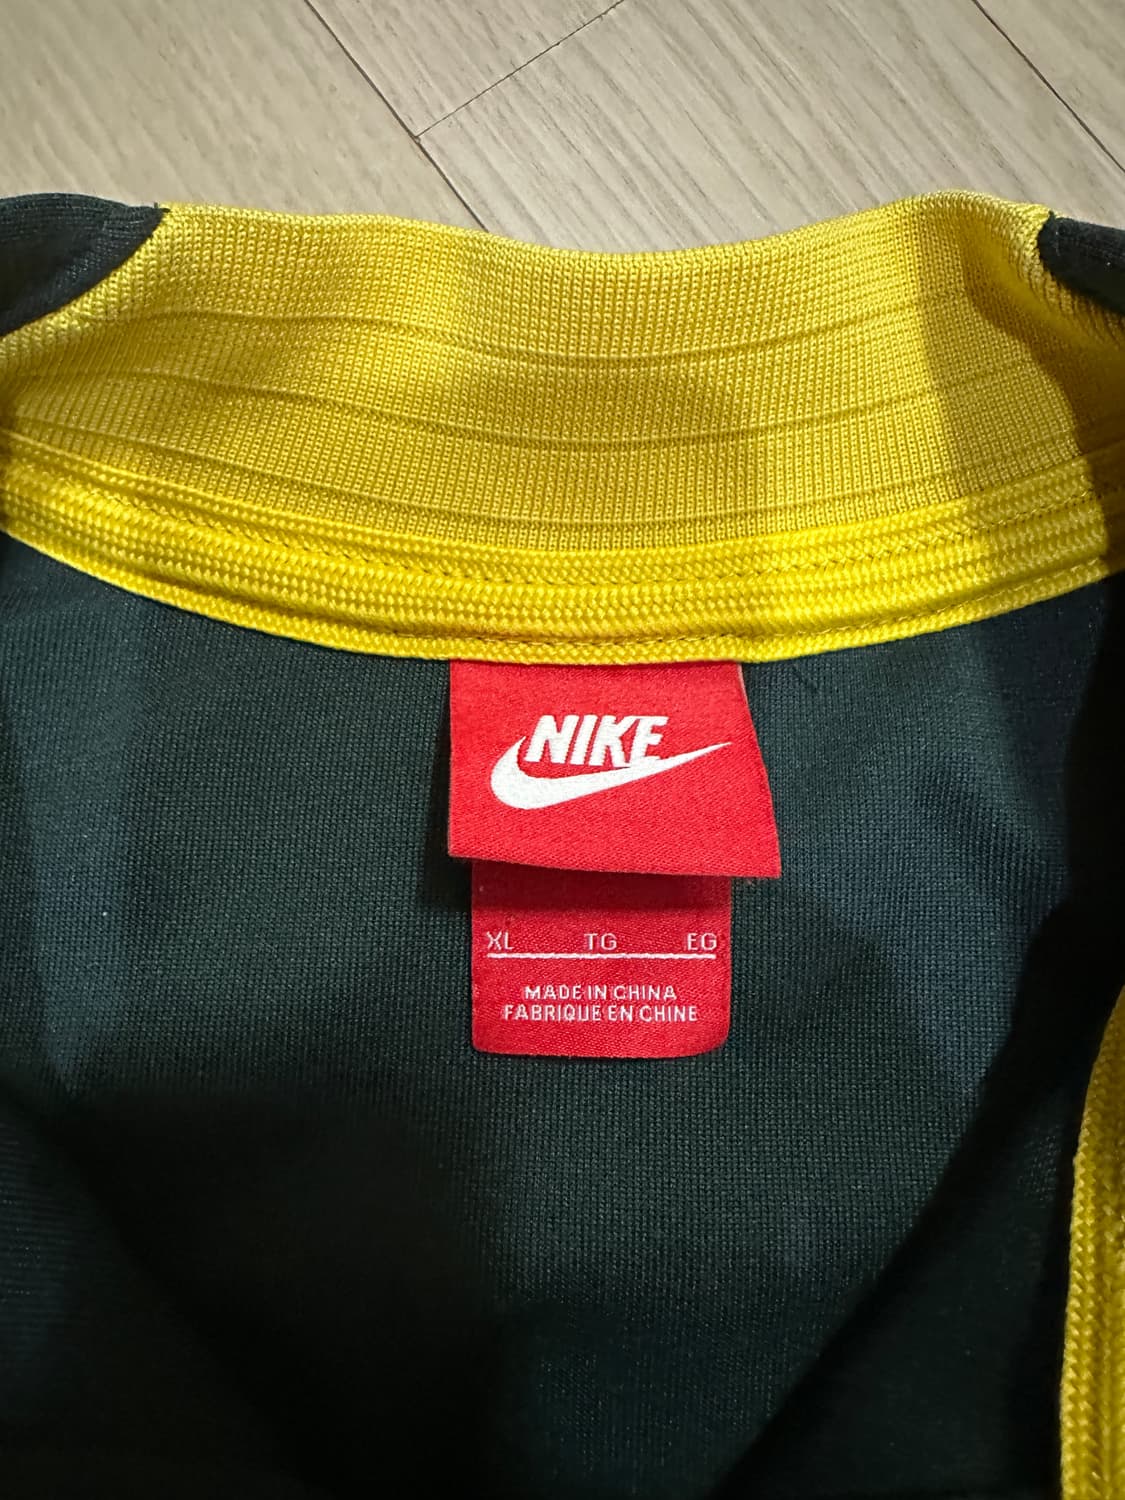 NIKE
XL TG EG
MADE IN CHINA
FABRIQUE EN CHINE